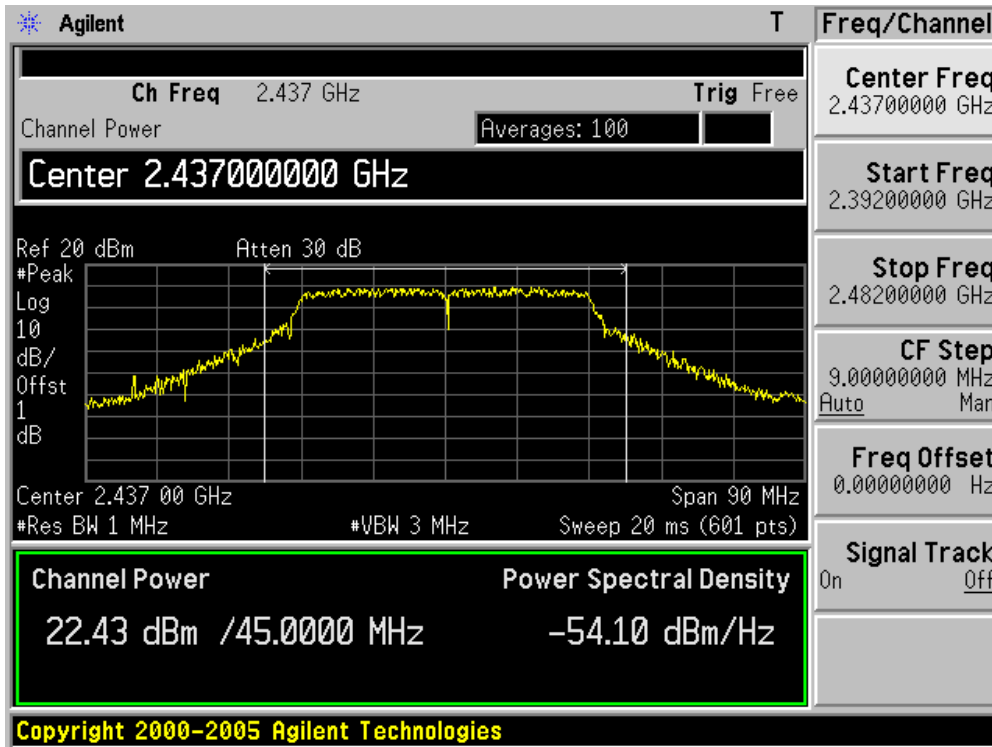 Agilent T
Ch Freq 2.437 GHz Trig Free
Channel Power Averages: 100
Center 2.437000000 GHz
Ref 20 dBm Atten 30 dB
#Peak
Log
10
dB/
Offst
1
dB
Center 2.437 00 GHz Span 90 MHz
#Res BW 1 MHz #VBW 3 MHz Sweep 20 ms (601 pts)
Channel Power Power Spectral Density
22.43 dBm /45.0000 MHz -54.10 dBm/Hz
Copyright 2000-2005 Agilent Technologies
Freq/Channel
Center Freq
2.43700000 GHz
Start Freq
2.39200000 GHz
Stop Freq
2.48200000 GHz
CF Step
9.00000000 MHz
Auto Man
Freq Offset
0.00000000 Hz
Signal Track
On Off